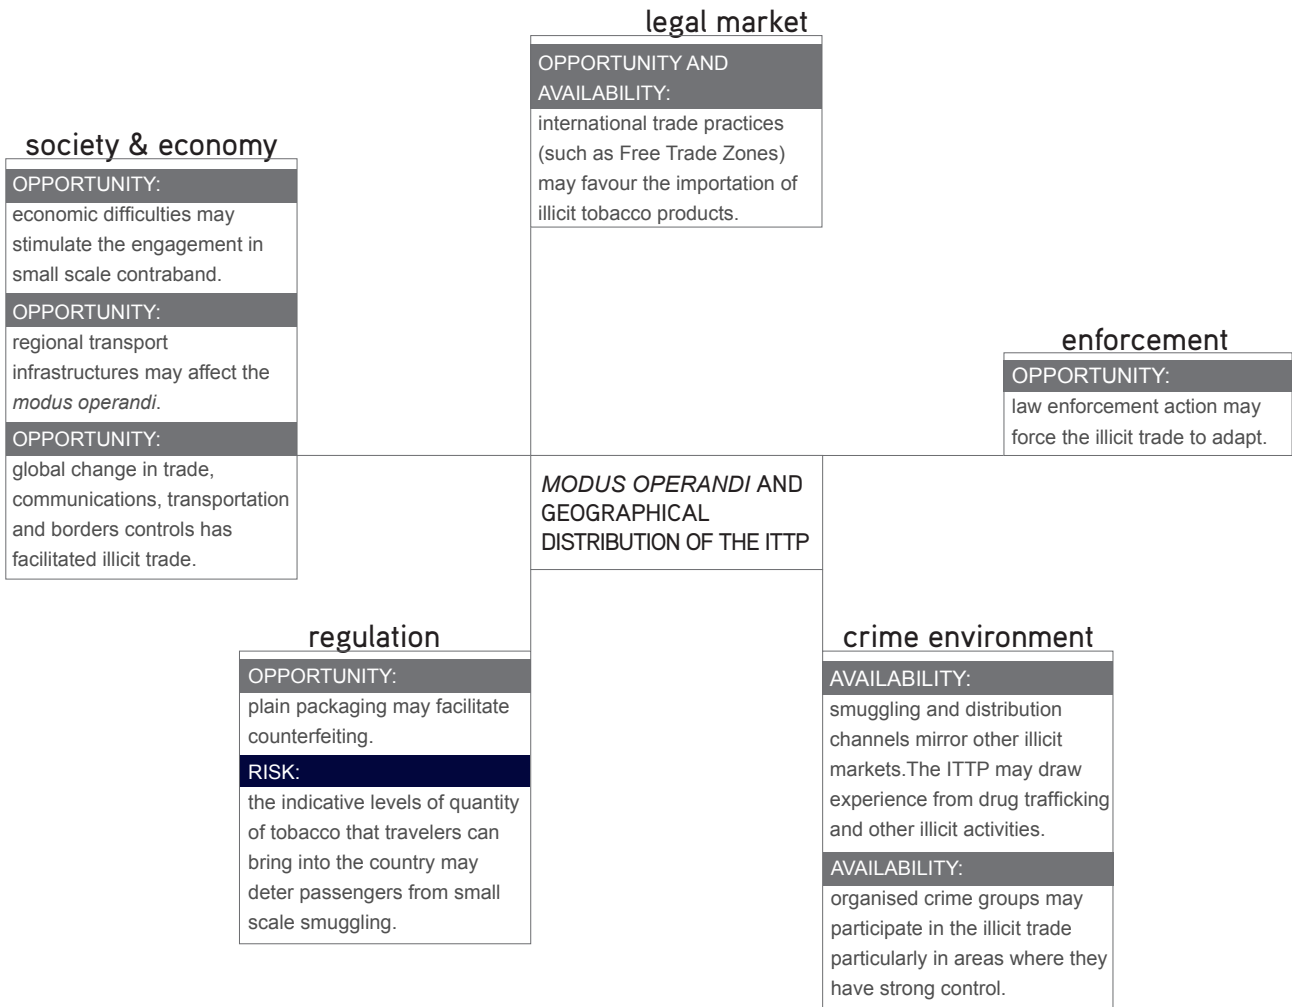 legal market
OPPORTUNITY AND
AVAILABILITY:
international trade practices
(such as Free Trade Zones)
may favour the importation of
illicit tobacco products.
society & economy
OPPORTUNITY:
economic difficulties may
stimulate the engagement in
small scale contraband.
OPPORTUNITY:
regional transport
infrastructures may affect the
modus operandi.
OPPORTUNITY:
global change in trade,
communications, transportation
and borders controls has
facilitated illicit trade.
enforcement
OPPORTUNITY:
law enforcement action may
force the illicit trade to adapt.
MODUS OPERANDI AND
GEOGRAPHICAL
DISTRIBUTION OF THE ITTP
regulation
OPPORTUNITY:
plain packaging may facilitate
counterfeiting.
RISK:
the indicative levels of quantity
of tobacco that travelers can
bring into the country may
deter passengers from small
scale smuggling.
crime environment
AVAILABILITY:
smuggling and distribution
channels mirror other illicit
markets.The ITTP may draw
experience from drug trafficking
and other illicit activities.
AVAILABILITY:
organised crime groups may
participate in the illicit trade
particularly in areas where they
have strong control.